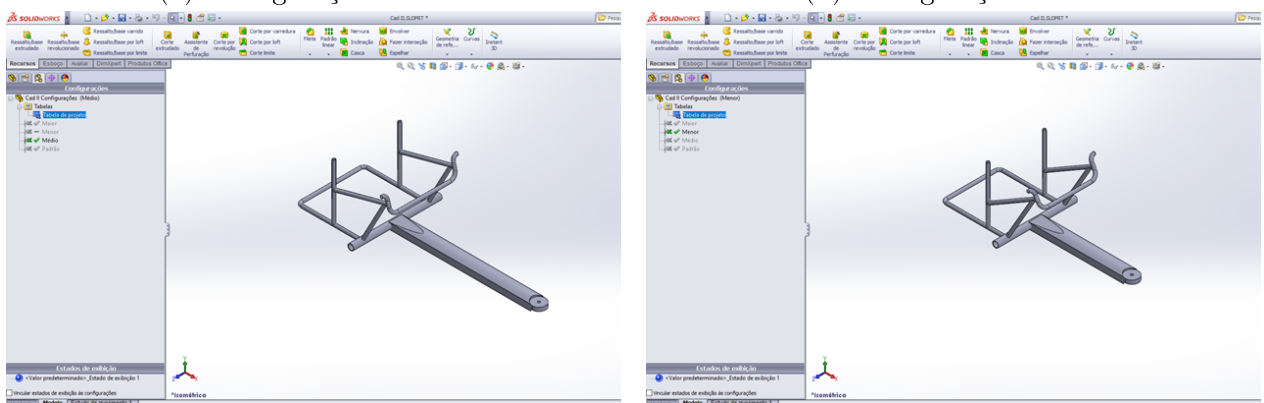 SOLIDWORKS
Cad II.SLDPRT *
Ressalto/base extrudado
Ressalto/base revolucionado
Ressalto/Base varrido
Ressalto/Base por loft
Ressalto/Base por limite
Corte extrudado
Assistente de Perfuração
Corte por revolução
Corte por varredura
Corte por loft
Corte limite
Filete
Padrão linear
Nervura
Inclinação
Casca
Envolver
Fazer interseção
Espelhar
Geometria de refe...
Curvas
Instant 3D
Recursos Esboço Avaliar DimXpert Produtos Office
Configurações
Cad II Configurações (Médio)
Tabelas
Tabela de projeto
Maior
Menor
Médio
Padrão
Estados de exibição
<Valor predeterminado>_Estado de exibição 1
Vincular estados de exibição às configurações
*Isométrica
SOLIDWORKS
Cad II.SLDPRT *
Ressalto/base extrudado
Ressalto/base revolucionado
Ressalto/Base varrido
Ressalto/Base por loft
Ressalto/Base por limite
Corte extrudado
Assistente de Perfuração
Corte por revolução
Corte por varredura
Corte por loft
Corte limite
Filete
Padrão linear
Nervura
Inclinação
Casca
Envolver
Fazer interseção
Espelhar
Geometria de refe...
Curvas
Instant 3D
Recursos Esboço Avaliar DimXpert Produtos Office
Configurações
Cad II Configurações (Menor)
Tabelas
Tabela de projeto
Maior
Menor
Médio
Padrão
Estados de exibição
<Valor predeterminado>_Estado de exibição 1
Vincular estados de exibição às configurações
*Isométrica